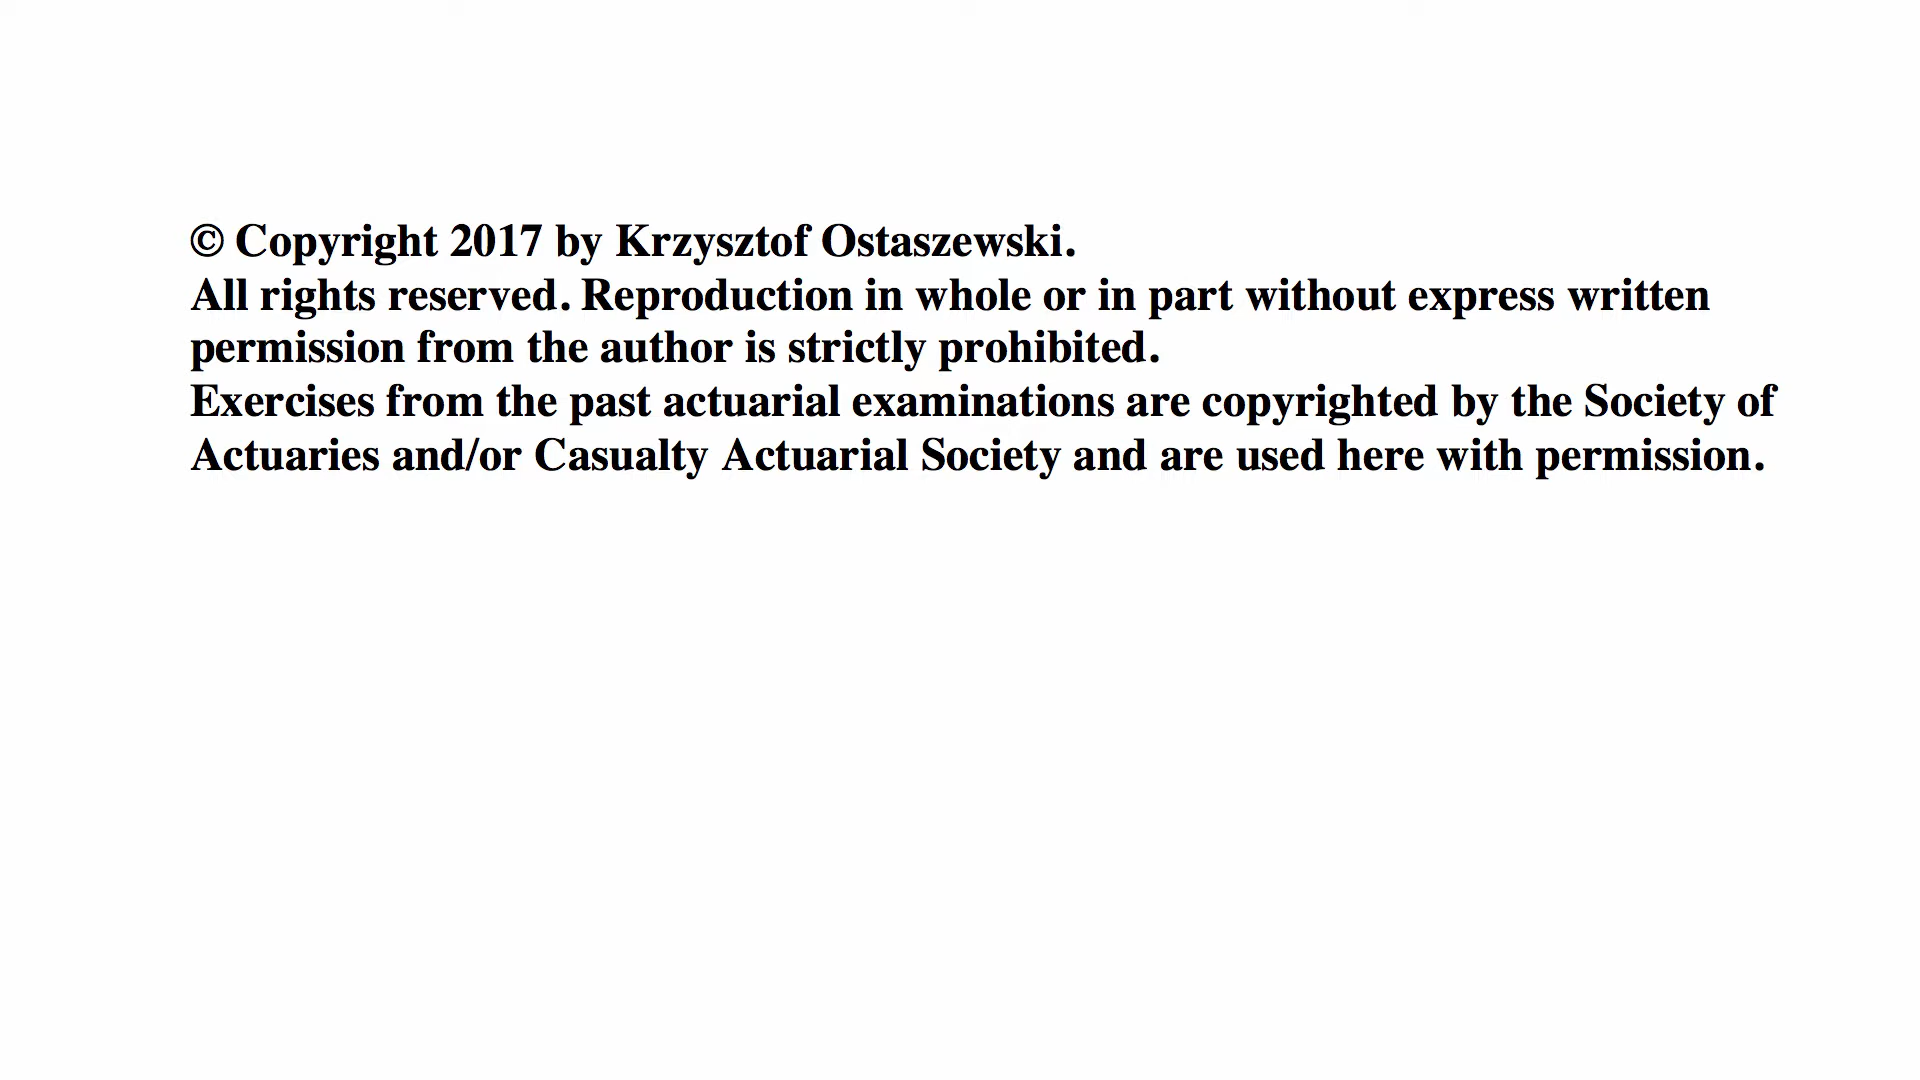 © Copyright 2017 by Krzysztof Ostaszewski.
All rights reserved. Reproduction in whole or in part without express written
permission from the author is strictly prohibited.
Exercises from the past actuarial examinations are copyrighted by the Society of
Actuaries and/or Casualty Actuarial Society and are used here with permission.